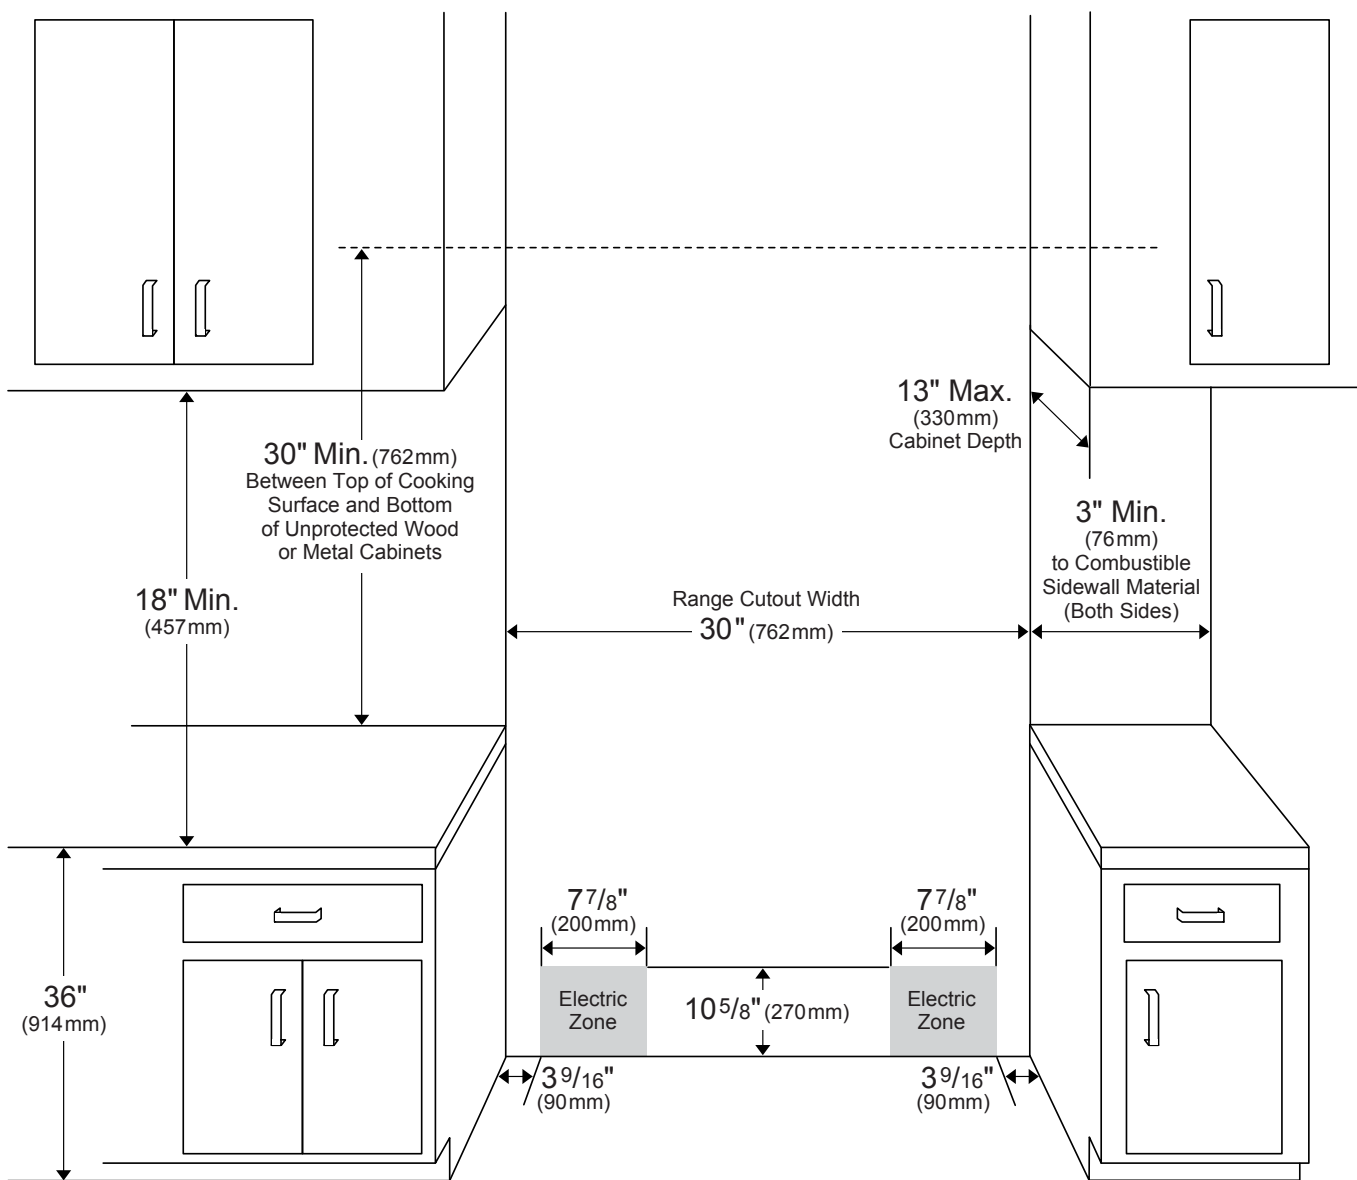 13" Max.
(330mm)
Cabinet Depth
30" Min. (762mm)
Between Top of Cooking
Surface and Bottom
of Unprotected Wood
or Metal Cabinets
3" Min.
(76mm)
to Combustible
Sidewall Material
(Both Sides)
18" Min.
(457mm)
Range Cutout Width
30" (762mm)
7 7/8"
(200mm)
7 7/8"
(200mm)
36"
(914mm)
Electric
Zone
10 5/8" (270mm)
Electric
Zone
3 9/16"
(90mm)
3 9/16"
(90mm)